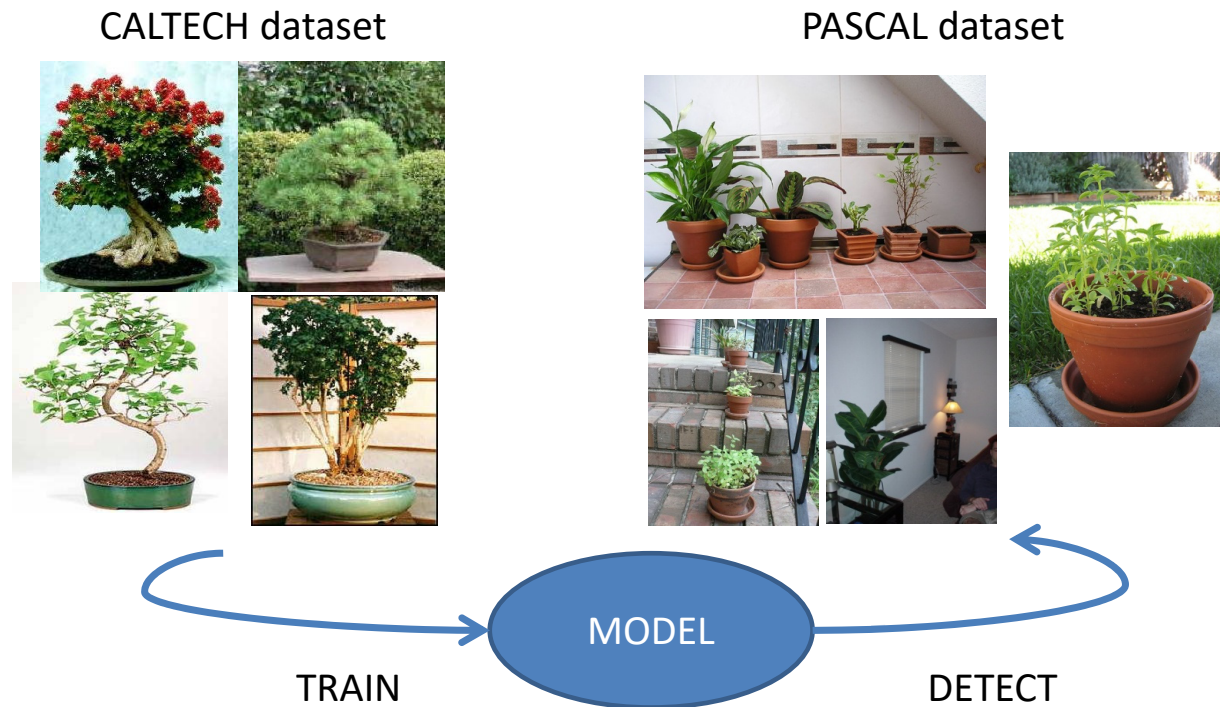 CALTECH dataset
PASCAL dataset
MODEL
TRAIN
DETECT